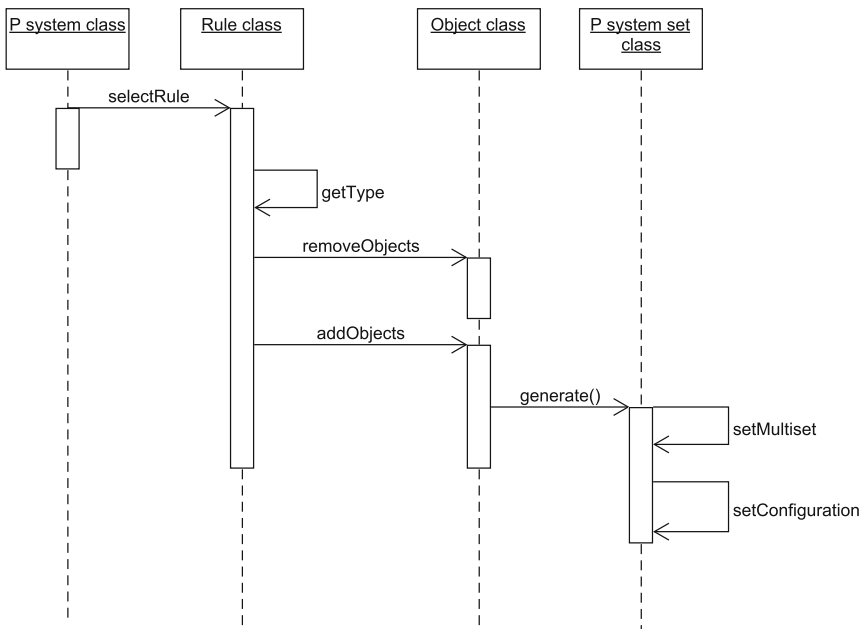 P system class
Rule class
Object class
P system set
class
selectRule
getType
removeObjects
addObjects
generate()
setMultiset
setConfiguration